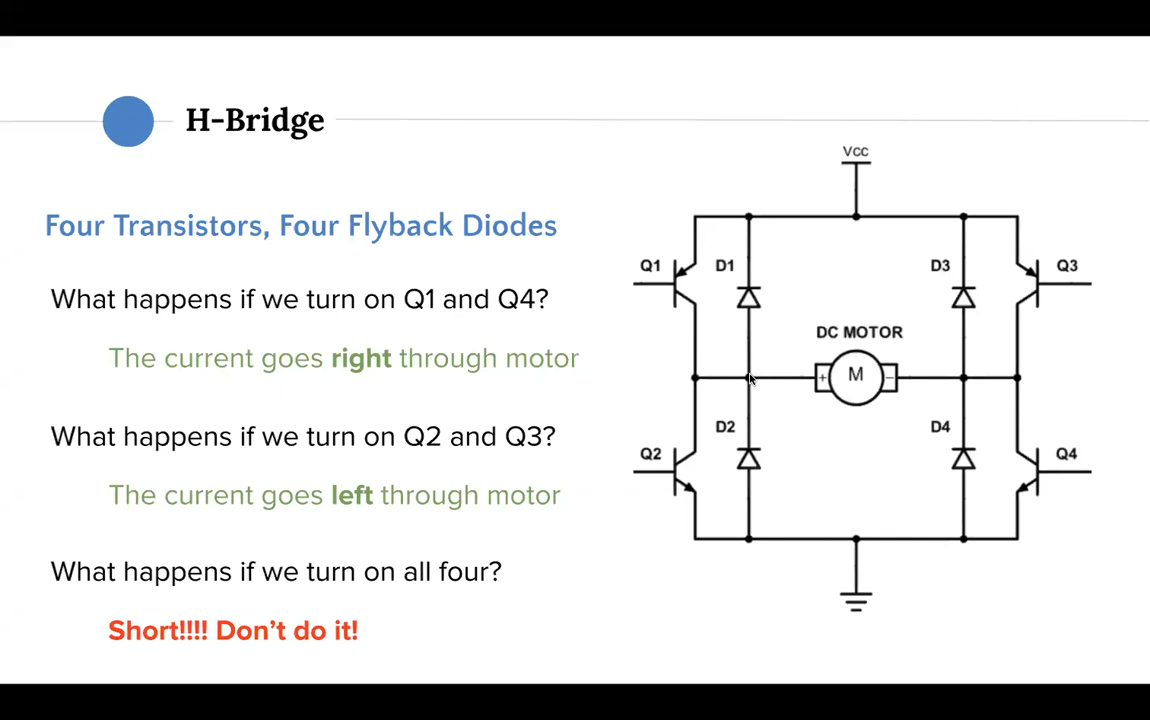 H-Bridge
Four Transistors, Four Flyback Diodes
What happens if we turn on Q1 and Q4?
The current goes right through motor
What happens if we turn on Q2 and Q3?
The current goes left through motor
What happens if we turn on all four?
Short!!!! Don’t do it!
Vcc
Q1 D1 D3 Q3
DC MOTOR
+ M −
D2 D4
Q2 Q4